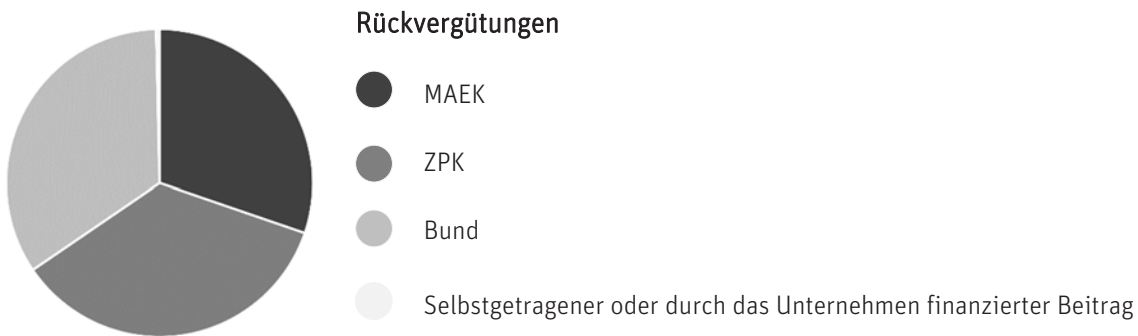 Rückvergütungen
MAEK
ZPK
Bund
Selbstgetragener oder durch das Unternehmen finanzierter Beitrag